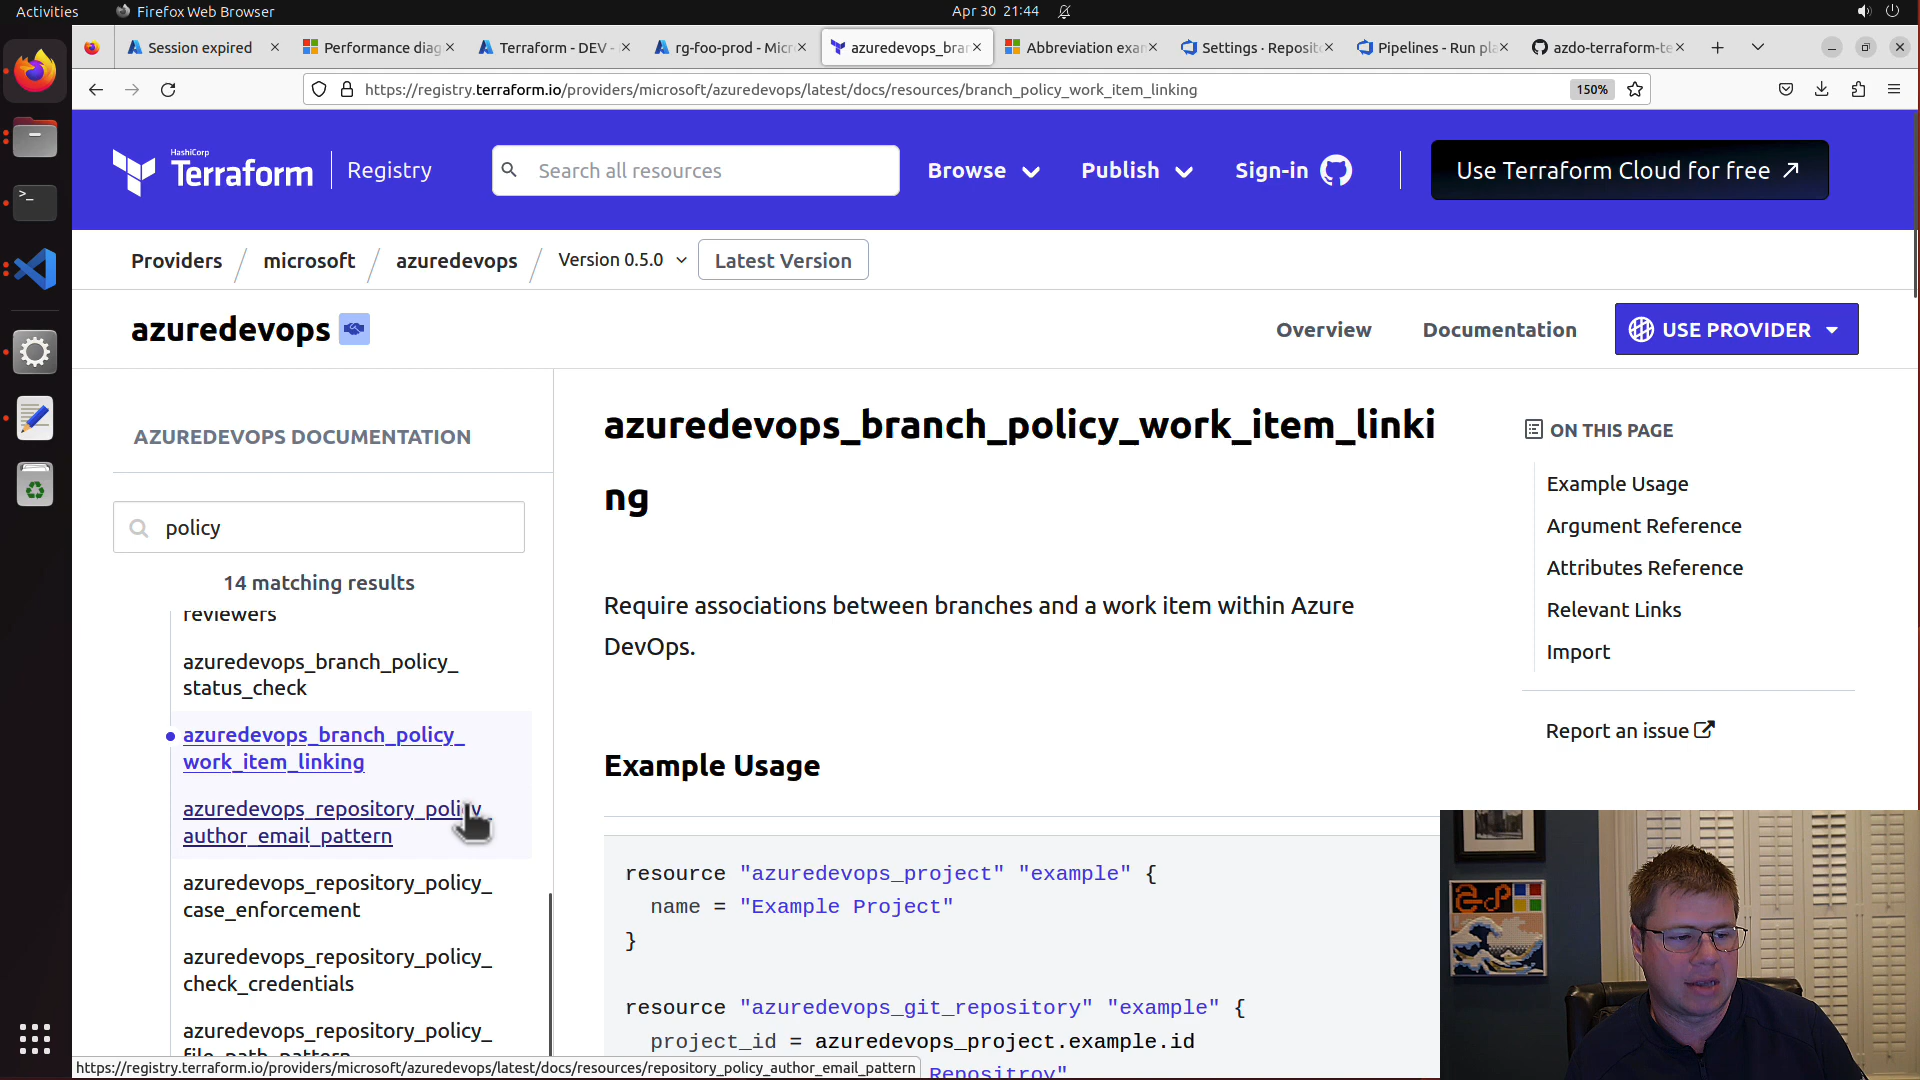 Activities
Firefox Web Browser
Apr 30 21:44
Session expired
Performance diag
Terraform - DEV -
rg-foo-prod - Micr
azuredevops_bra
Abbreviation exa
Settings · Reposit
Pipelines - Run pl
azdo-terraform-te
https://registry.terraform.io/providers/microsoft/azuredevops/latest/docs/resources/branch_policy_work_item_linking
150%
HashiCorp
Terraform
Registry
Search all resources
Browse
Publish
Sign-in
Use Terraform Cloud for free
Providers
microsoft
azuredevops
Version 0.5.0
Latest Version
azuredevops
Overview
Documentation
USE PROVIDER
AZUREDEVOPS DOCUMENTATION
policy
14 matching results
reviewers
azuredevops_branch_policy_
status_check
azuredevops_branch_policy_
work_item_linking
azuredevops_repository_policy_
author_email_pattern
azuredevops_repository_policy_
case_enforcement
azuredevops_repository_policy_
check_credentials
azuredevops_repository_policy_
file_path_pattern
azuredevops_branch_policy_work_item_linki
ng
Require associations between branches and a work item within Azure
DevOps.
Example Usage
resource "azuredevops_project" "example" {
name = "Example Project"
}
resource "azuredevops_git_repository" "example" {
project_id = azuredevops_project.example.id
Repositroy"
ON THIS PAGE
Example Usage
Argument Reference
Attributes Reference
Relevant Links
Import
Report an issue
https://registry.terraform.io/providers/microsoft/azuredevops/latest/docs/resources/repository_policy_author_email_pattern